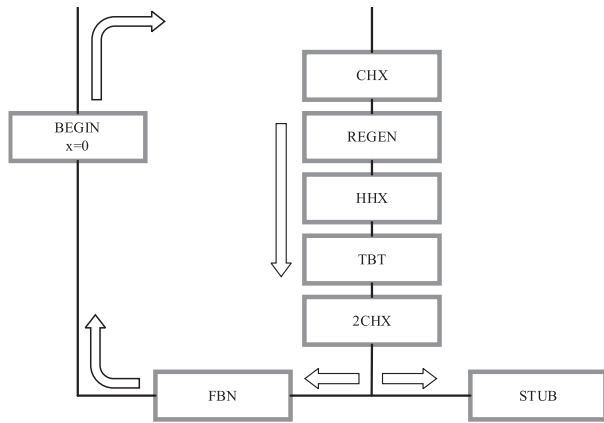 CHX
BEGIN
x=0
REGEN
HHX
TBT
2CHX
FBN
STUB